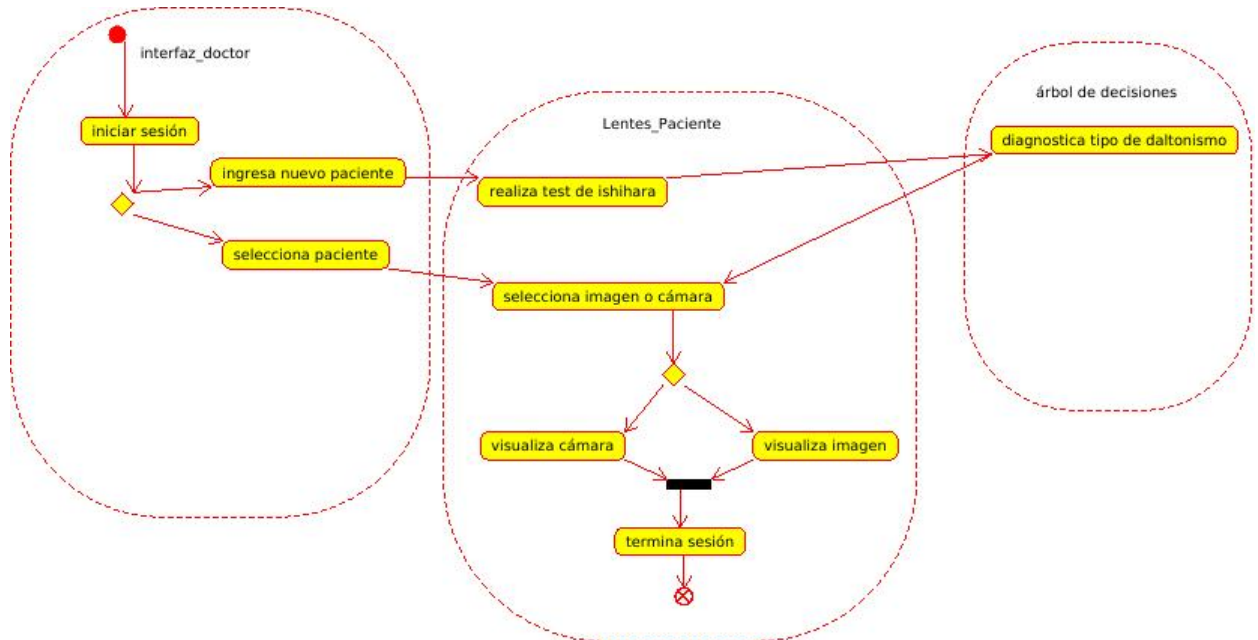 interfaz_doctor
iniciar sesión
ingresa nuevo paciente
selecciona paciente
Lentes_Paciente
realiza test de ishihara
selecciona imagen o cámara
visualiza cámara
visualiza imagen
termina sesión
árbol de decisiones
diagnostica tipo de daltonismo